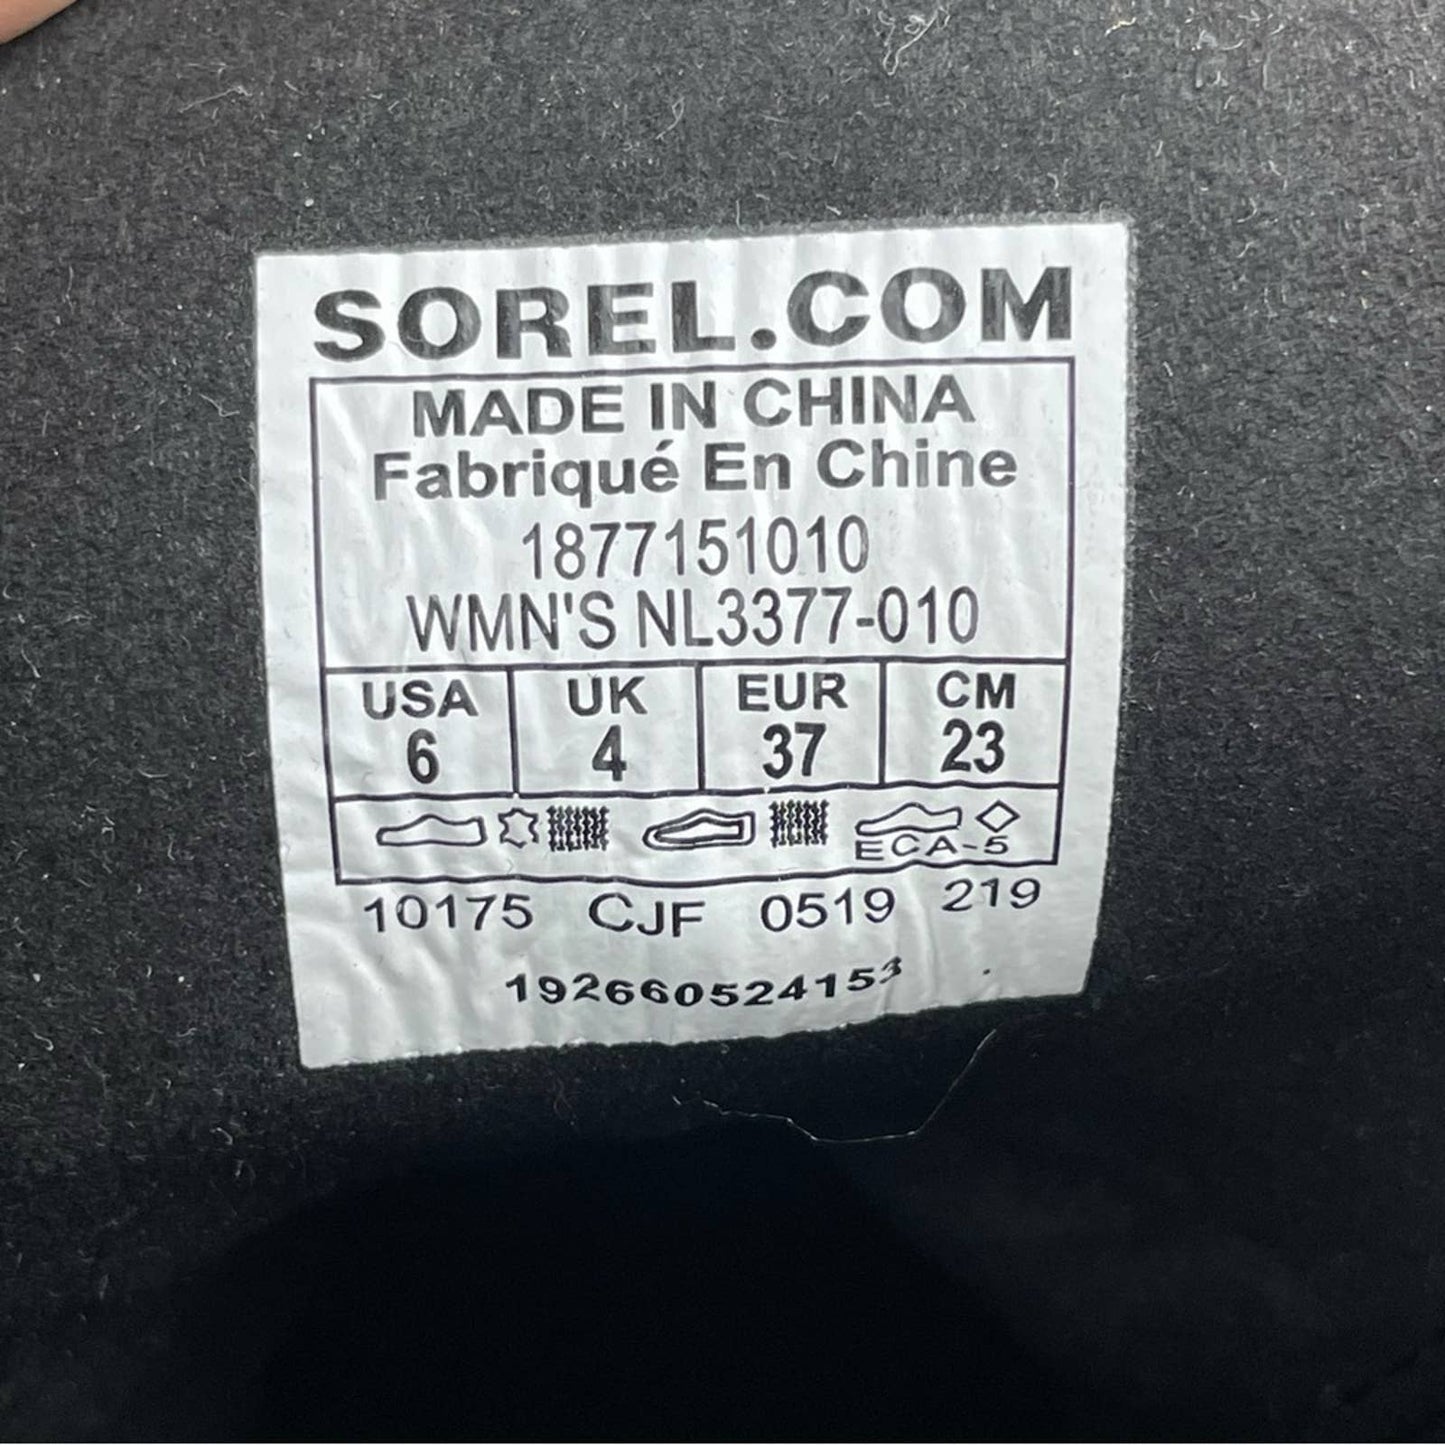 SOREL.COM
MADE IN CHINA
Fabriqué En Chine
1877151010
WMN'S NL3377-010
USA UK EUR CM
6 4 37 23
ECA-5
10175 CJF 0519 219
192660524153